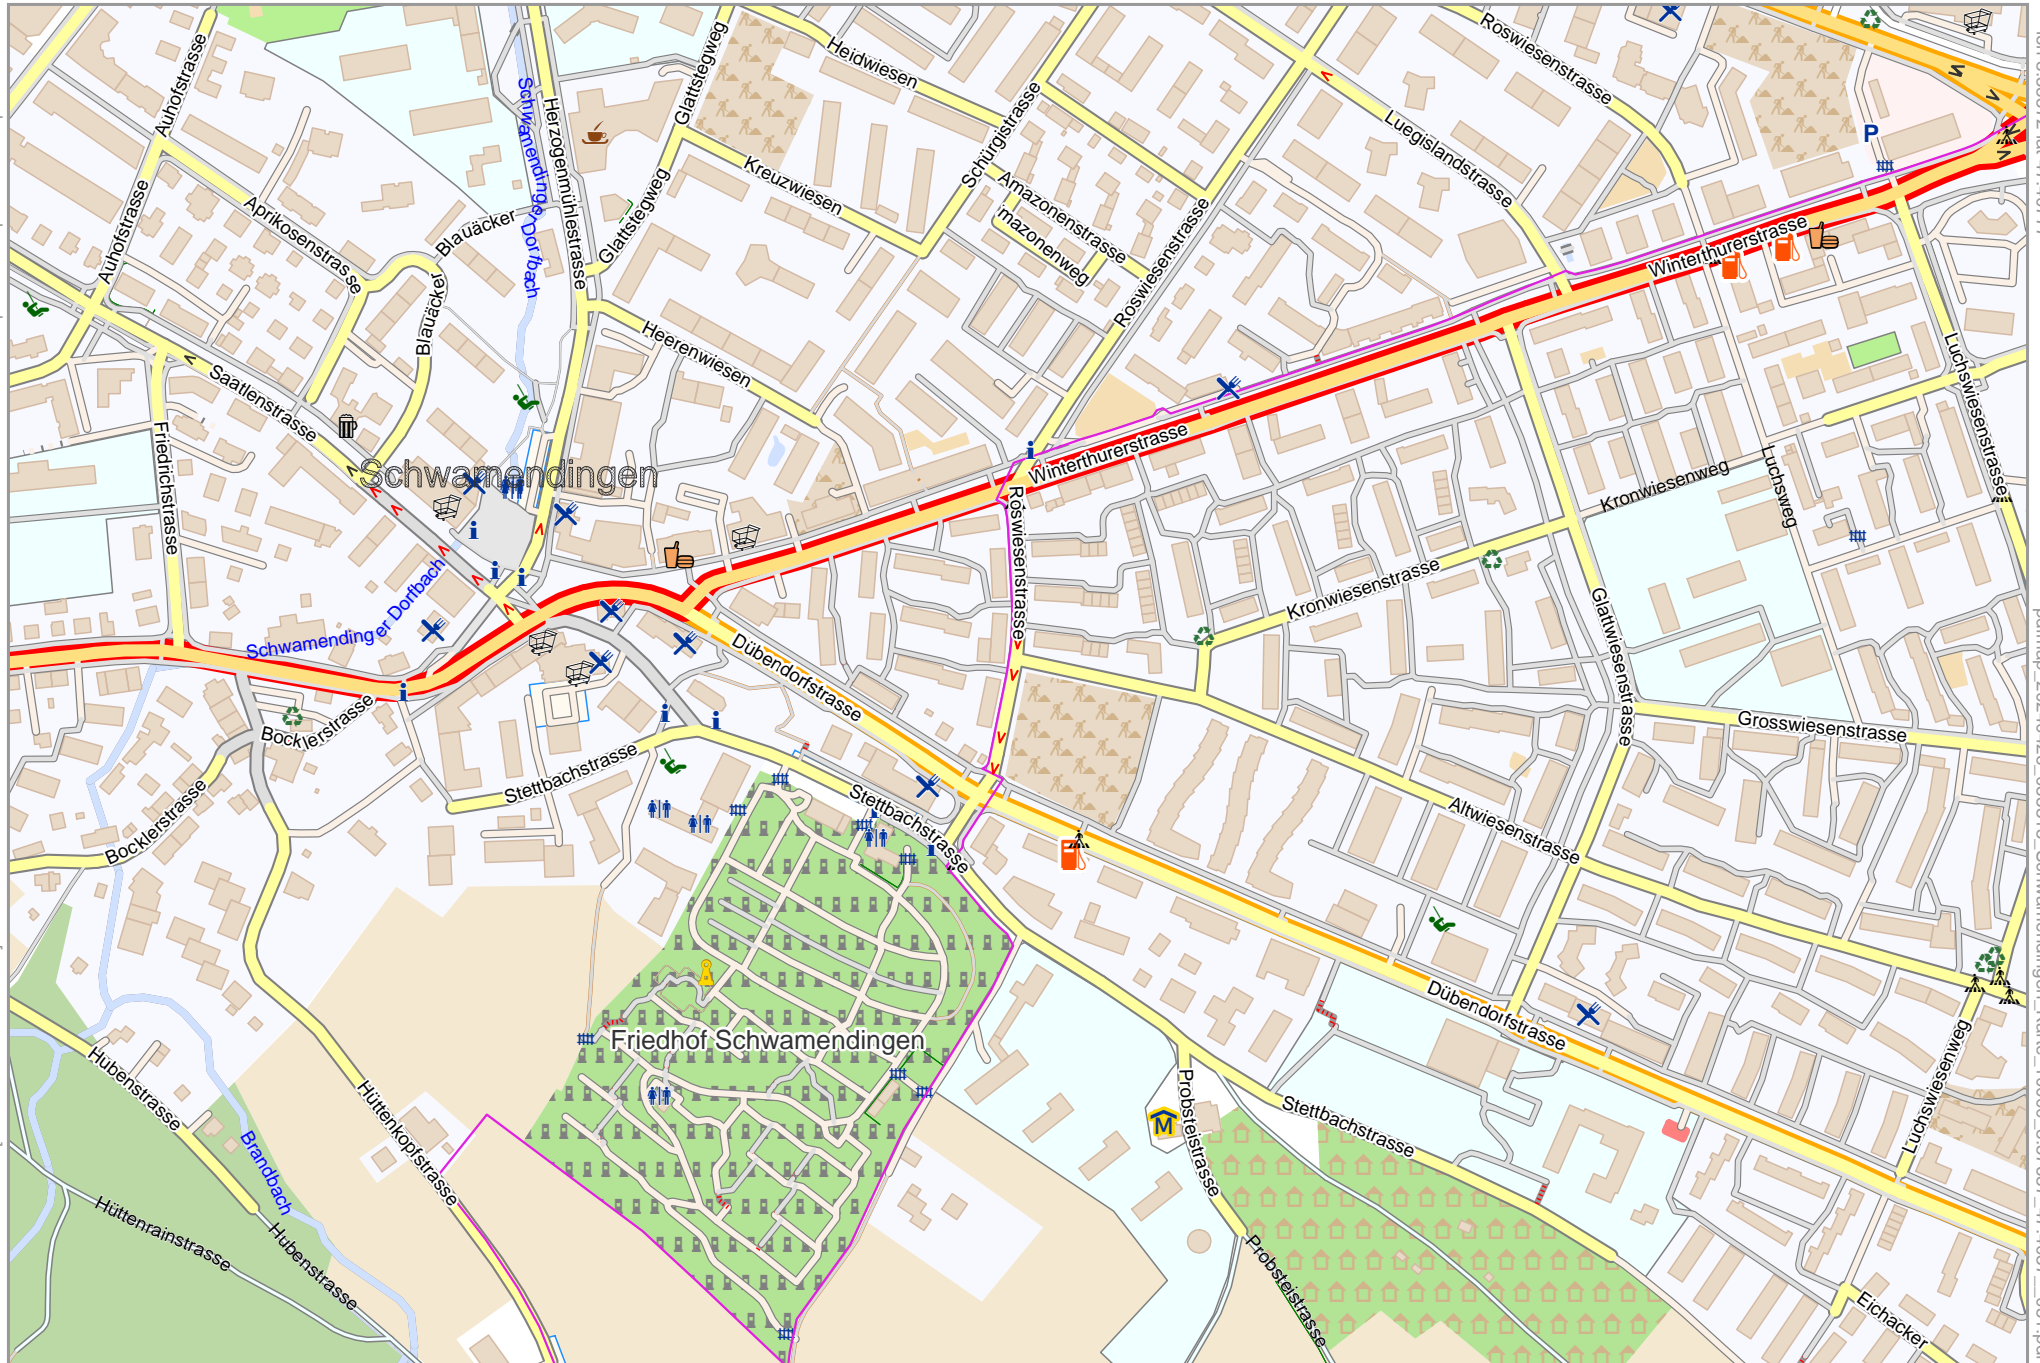 Roswiesenstrasse
Auhofstrasse
Glattstegweg
Heidwiesen
Schwamendinger Dorfbach
Herzogenmühlestrasse
Schürgistrasse
Luegislandstrasse
P
Kreuzwiesen
Auhofstrasse
Aprikosenstrasse
Blauäcker
Glattstegweg
Amazonenstrasse
Roswiesenstrasse
Winterthurerstrasse
Blauäcker
Heerenwiesen
Luchswiesenstrasse
Saatlenstrasse
Friedrichstrasse
Schwamendingen
Winterthurerstrasse
Luchsweg
Kronwiesenweg
Roswiesenstrasse
Kronwiesenstrasse
Glattwiesenstrasse
Schwamendinger Dorfbach
Dübendorfstrasse
Bocklerstrasse
Grosswiesenstrasse
Stettbachstrasse
Stettbachstrasse
Bocklerstrasse
Altwiesenstrasse
Dübendorfstrasse
Friedhof Schwamendingen
Hubenstrasse
Hüttenkopfstrasse
Probsteistrasse
M
Stettbachstrasse
Luchswiesenweg
Brandbach
Hüttenrainstrasse
Hubenstrasse
Probsteistrasse
Eichacker